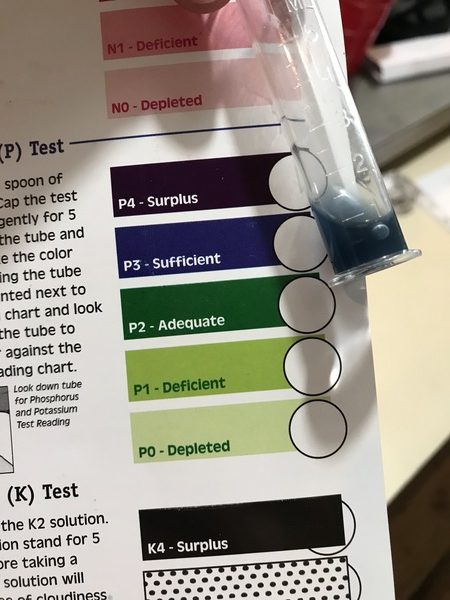 N1 - Deficient
N0 - Depleted
(P) Test
spoon of
Cap the test
gently for 5
the tube and
e the color
ing the tube
nted next to
chart and look
the tube to
against the
ading chart.
Look down tube
for Phosphorus
and Potassium
Test Reading
P4 - Surplus
P3 - Sufficient
P2 - Adequate
P1 - Deficient
P0 - Depleted
(K) Test
the K2 solution.
ion stand for 5
ore taking a
solution will
es of cloudiness
K4 - Surplus